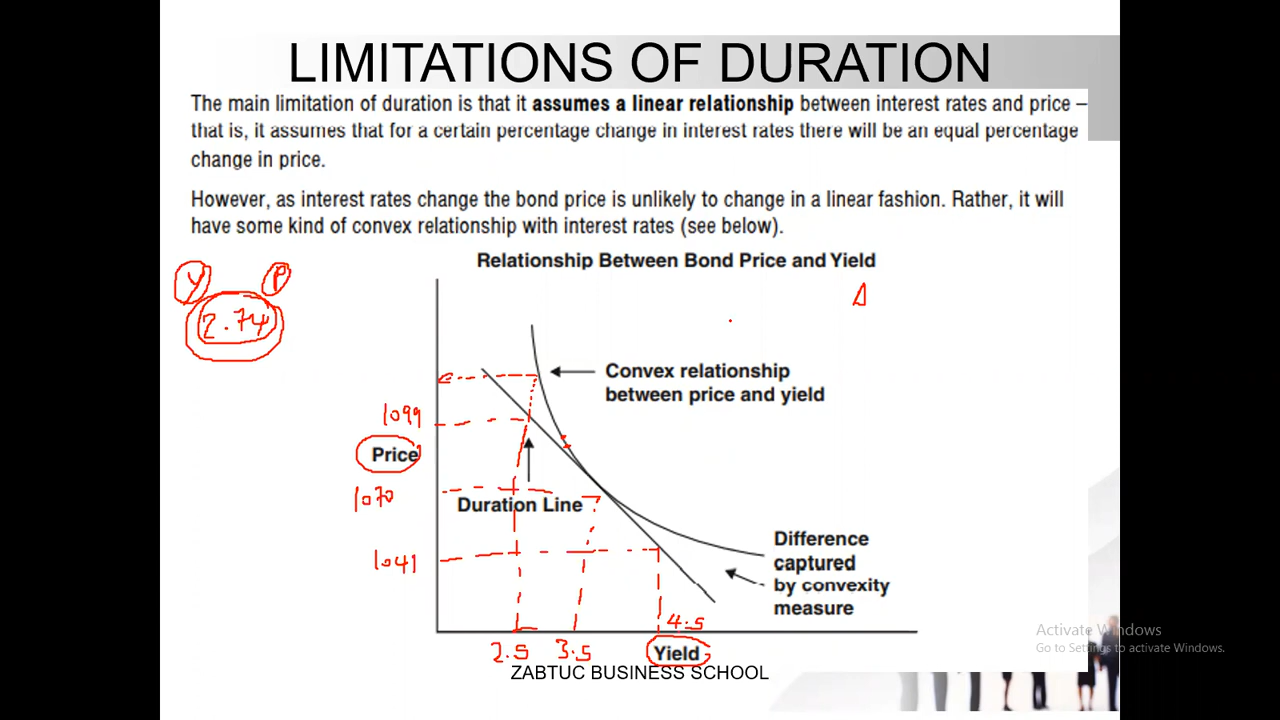 LIMITATIONS OF DURATION
The main limitation of duration is that it assumes a linear relationship between interest rates and price –
that is, it assumes that for a certain percentage change in interest rates there will be an equal percentage
change in price.
However, as interest rates change the bond price is unlikely to change in a linear fashion. Rather, it will
have some kind of convex relationship with interest rates (see below).
Relationship Between Bond Price and Yield
Y P
2.74
Δ
Convex relationship
between price and yield
1099
Price
1070
Duration Line
1041
Difference
captured
by convexity
measure
4.5
2.5 3.5 Yield
Activate Windows
Go to Settings to activate Windows.
ZABTUC BUSINESS SCHOOL